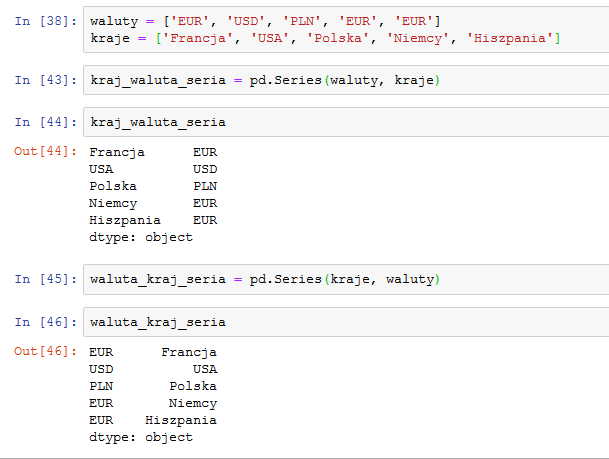 In [38]: waluty = ['EUR', 'USD', 'PLN', 'EUR', 'EUR']
kraje = ['Francja', 'USA', 'Polska', 'Niemcy', 'Hiszpania']
In [43]: kraj_waluta_seria = pd.Series(waluty, kraje)
In [44]: kraj_waluta_seria
Out[44]: Francja      EUR
USA          USD
Polska       PLN
Niemcy       EUR
Hiszpania    EUR
dtype: object
In [45]: waluta_kraj_seria = pd.Series(kraje, waluty)
In [46]: waluta_kraj_seria
Out[46]: EUR      Francja
USD          USA
PLN       Polska
EUR       Niemcy
EUR    Hiszpania
dtype: object